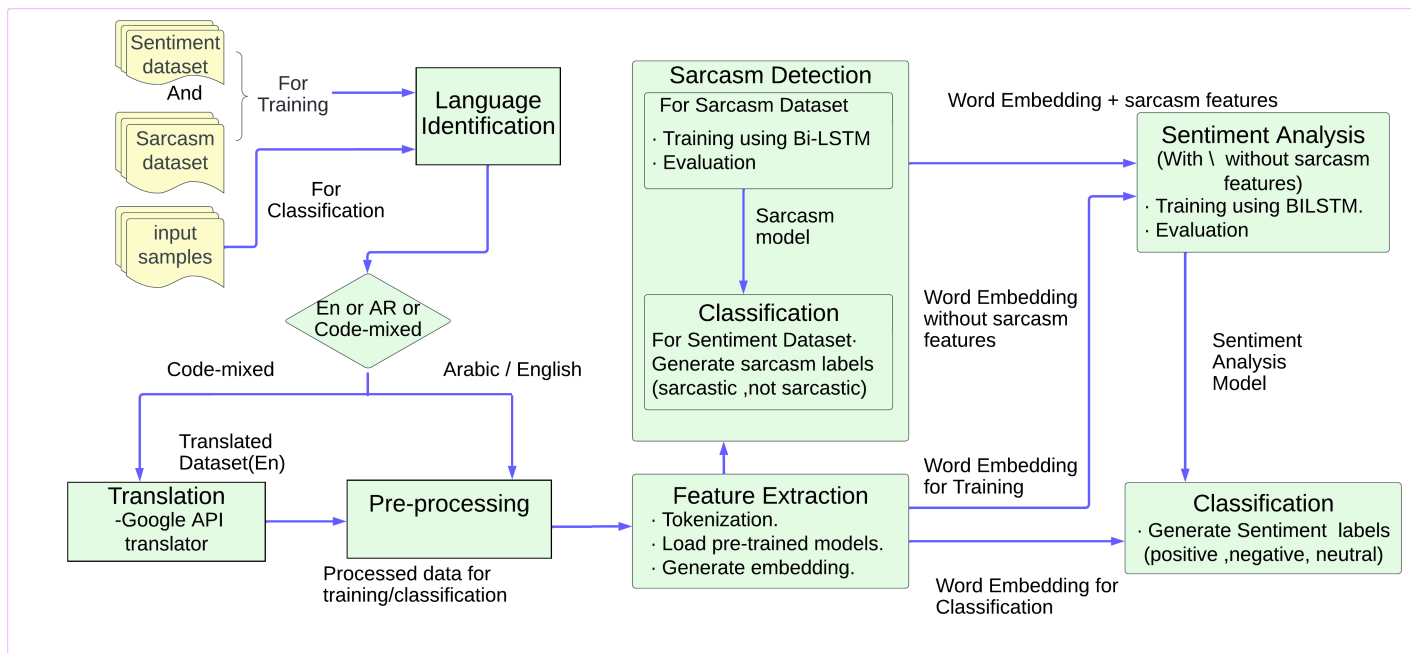 Sentiment
dataset
And
Sarcasm
dataset
For
Training
input
samples
For
Classification
Language
Identification
En or AR or
Code-mixed
Code-mixed
Arabic / English
Translated
Dataset(En)
Translation
-Google API
translator
Pre-processing
Processed data for
training/classification
Sarcasm Detection
For Sarcasm Dataset
· Training using Bi-LSTM
· Evaluation
Sarcasm
model
Classification
For Sentiment Dataset·
Generate sarcasm labels
(sarcastic ,not sarcastic)
Feature Extraction
· Tokenization.
· Load pre-trained models.
· Generate embedding.
Word Embedding + sarcasm features
Sentiment Analysis
(With \ without sarcasm
features)
· Training using BILSTM.
· Evaluation
Word Embedding
without sarcasm
features
Sentiment
Analysis
Model
Word Embedding
for Training
Classification
· Generate Sentiment labels
(positive ,negative, neutral)
Word Embedding for
Classification